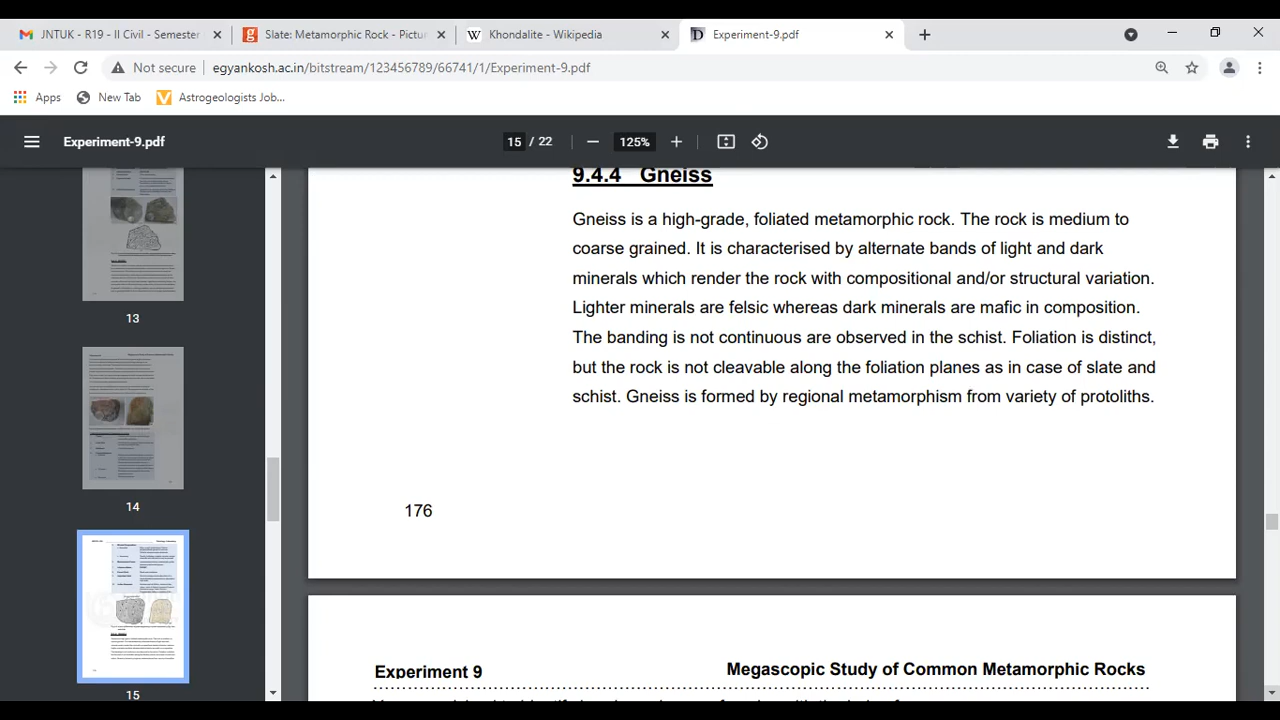 JNTUK - R19 - II Civil - Semester
Slate: Metamorphic Rock - Pictur
Khondalite - Wikipedia
Experiment-9.pdf
Not secure
egyankosh.ac.in/bitstream/123456789/66741/1/Experiment-9.pdf
Apps
New Tab
Astrogeologists Job...
Experiment-9.pdf
15 / 22
125%
13
14
15
9.4.4 Gneiss
Gneiss is a high-grade, foliated metamorphic rock. The rock is medium to
coarse grained. It is characterised by alternate bands of light and dark
minerals which render the rock with compositional and/or structural variation.
Lighter minerals are felsic whereas dark minerals are mafic in composition.
The banding is not continuous are observed in the schist. Foliation is distinct,
but the rock is not cleavable along the foliation planes as in case of slate and
schist. Gneiss is formed by regional metamorphism from variety of protoliths.
176
Experiment 9
Megascopic Study of Common Metamorphic Rocks